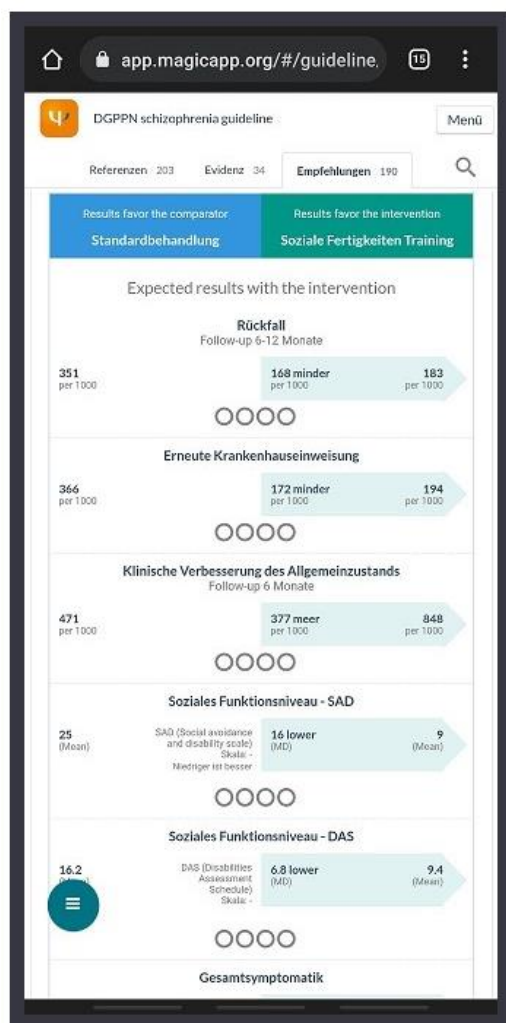 app.magicapp.org/#/guideline,
15
DGPPN schizophrenia guideline
Menü
Referenzen 203
Evidenz 34
Empfehlungen 190
Results favor the comparator
Standardbehandlung
Results favor the intervention
Soziale Fertigkeiten Training
Expected results with the intervention
Rückfall
Follow-up 6-12 Monate
351
per 1000
168 minder
per 1000
183
per 1000
Erneute Krankenhauseinweisung
366
per 1000
172 minder
per 1000
194
per 1000
Klinische Verbesserung des Allgemeinzustands
Follow-up 6 Monate
471
per 1000
377 meer
per 1000
848
per 1000
Soziales Funktionsniveau - SAD
25
(Mean)
SAD (Social avoidance
and disability scale)
Skala: -
Niedriger ist besser
16 lower
(MD)
9
(Mean)
Soziales Funktionsniveau - DAS
16.2
DAS (Disabilities
Assessment
Schedule)
Skala: -
6.8 lower
(MD)
9.4
(Mean)
Gesamtsymptomatik